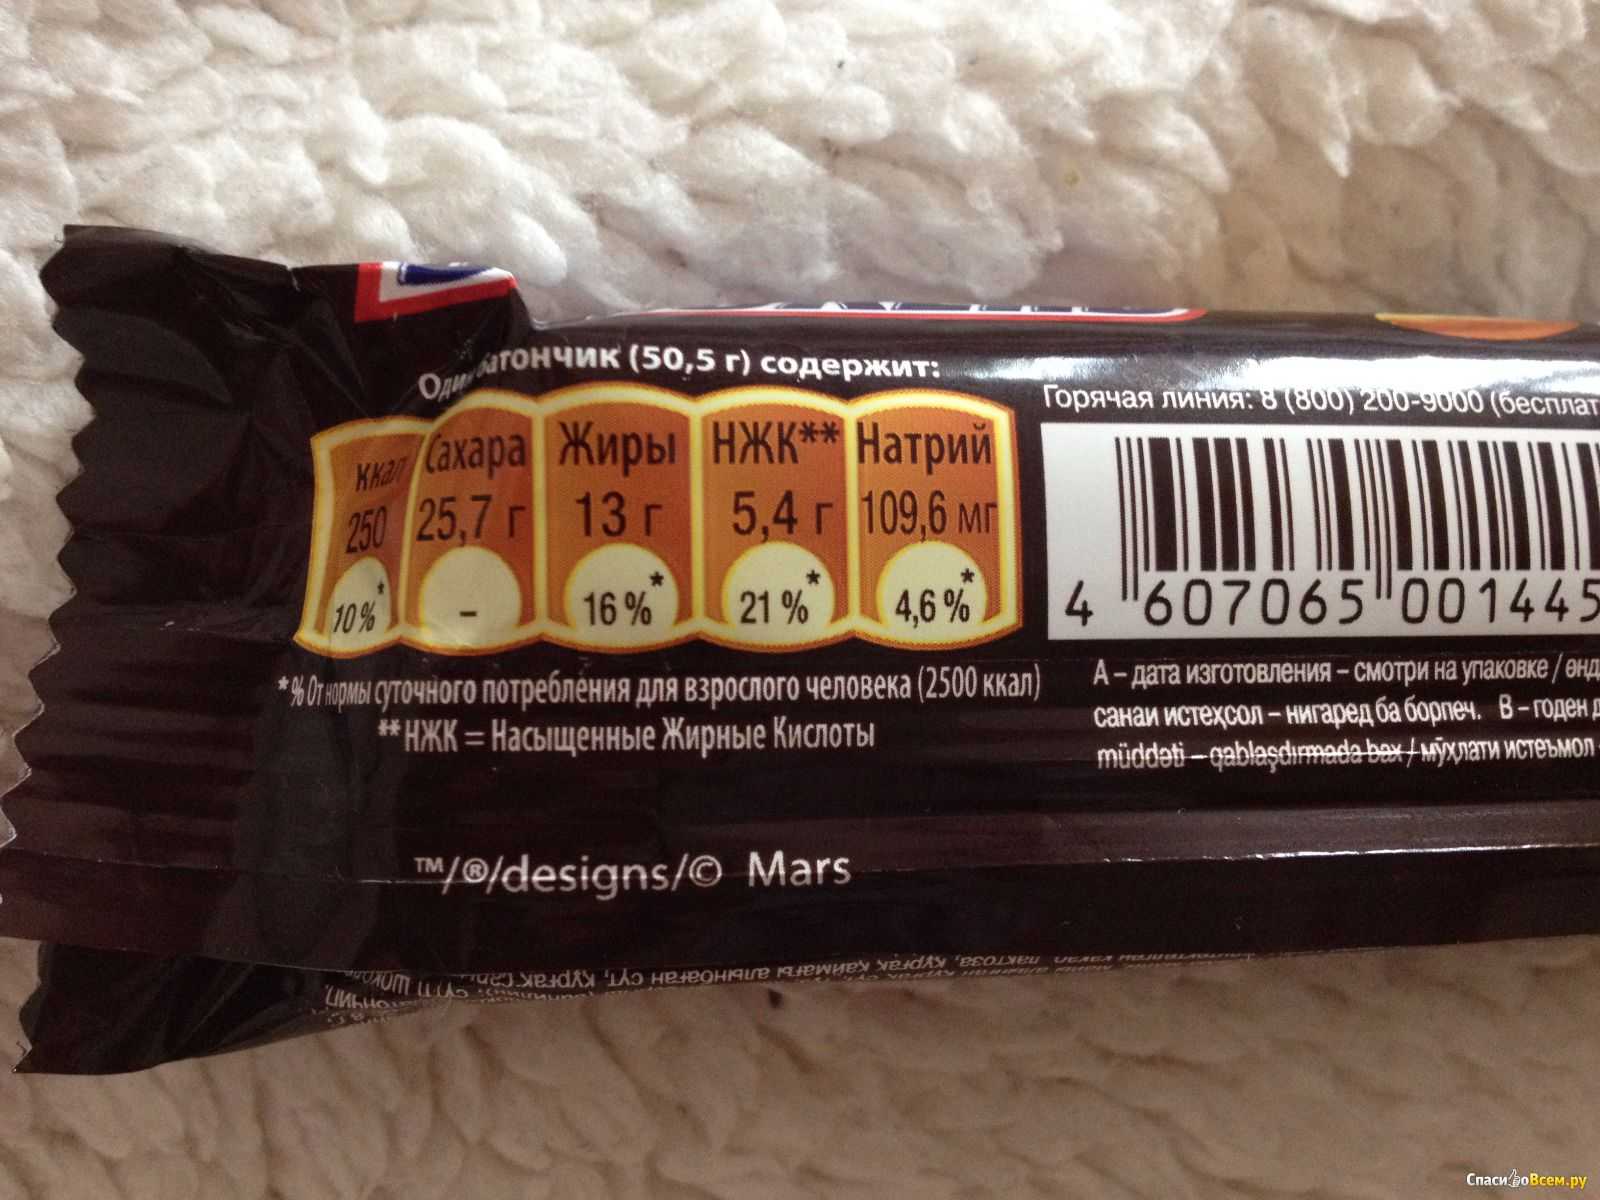 батончик (50,5 г) содержит:
ккал Сахара Жиры НЖК** Натрий
250 25,7 г 13 г 5,4 г 109,6 мг
10%* – 16%* 21%* 4,6%*
*% От нормы суточного потребления для взрослого человека (2500 ккал)
**НЖК = Насыщенные Жирные Кислоты
Горячая линия: 8 (800) 200-9000
4 607065 001445
А – дата изготовления – смотри на упаковке /
санаи истеҳсол – нигаред ба борпеч. В – годен
müddəti – qablaşdırmada bax / мӯҳлати истеъмол
™/®/designs/© Mars
алынбаған сүт, құрғақ
СпасибоВсем.ру